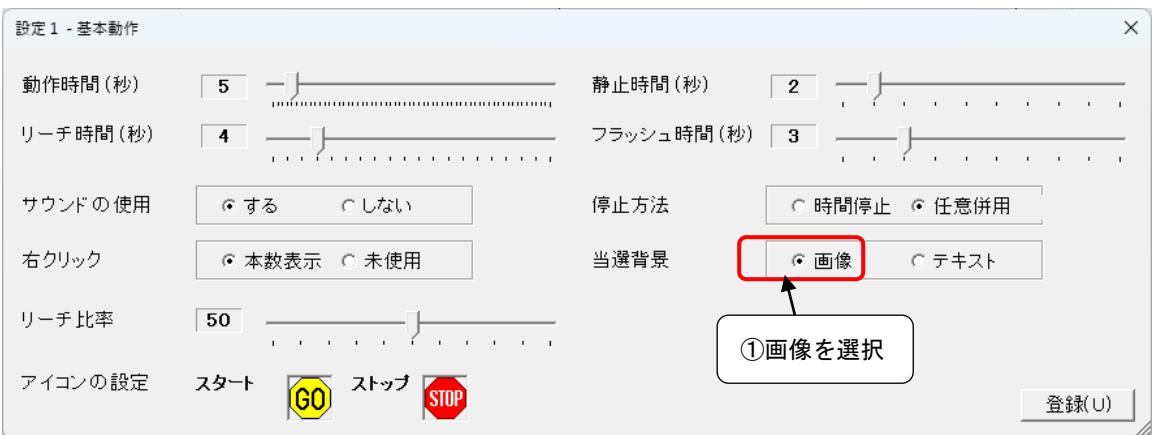 設定1 - 基本動作
動作時間(秒) 5 静止時間(秒) 2
リーチ時間(秒) 4 フラッシュ時間(秒) 3
サウンドの使用 する しない 停止方法 時間停止 任意併用
右クリック 本数表示 未使用 当選背景 画像 テキスト
リーチ比率 50
①画像を選択
アイコンの設定 スタート GO ストップ STOP
登録(U)